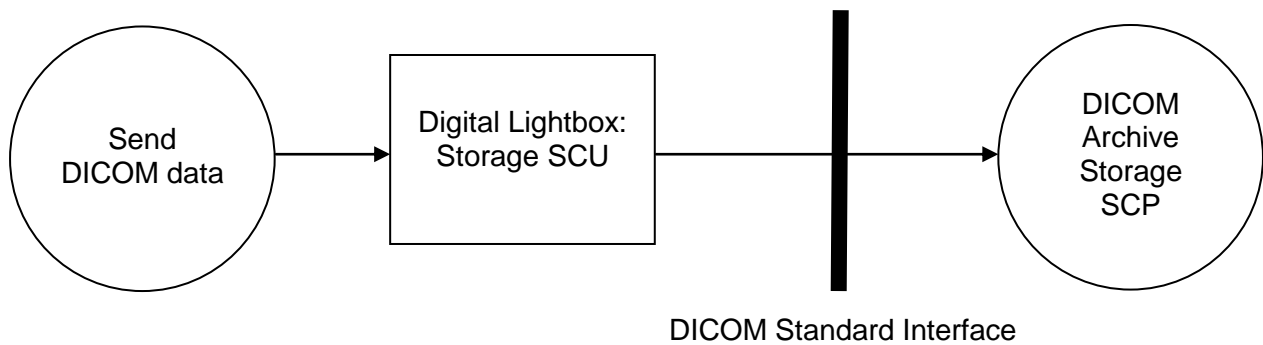 Send
DICOM data
Digital Lightbox:
Storage SCU
DICOM
Archive
Storage
SCP
DICOM Standard Interface